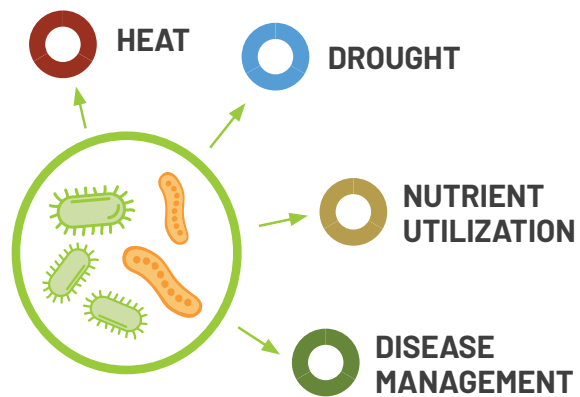 HEAT
DROUGHT
NUTRIENT
UTILIZATION
DISEASE
MANAGEMENT